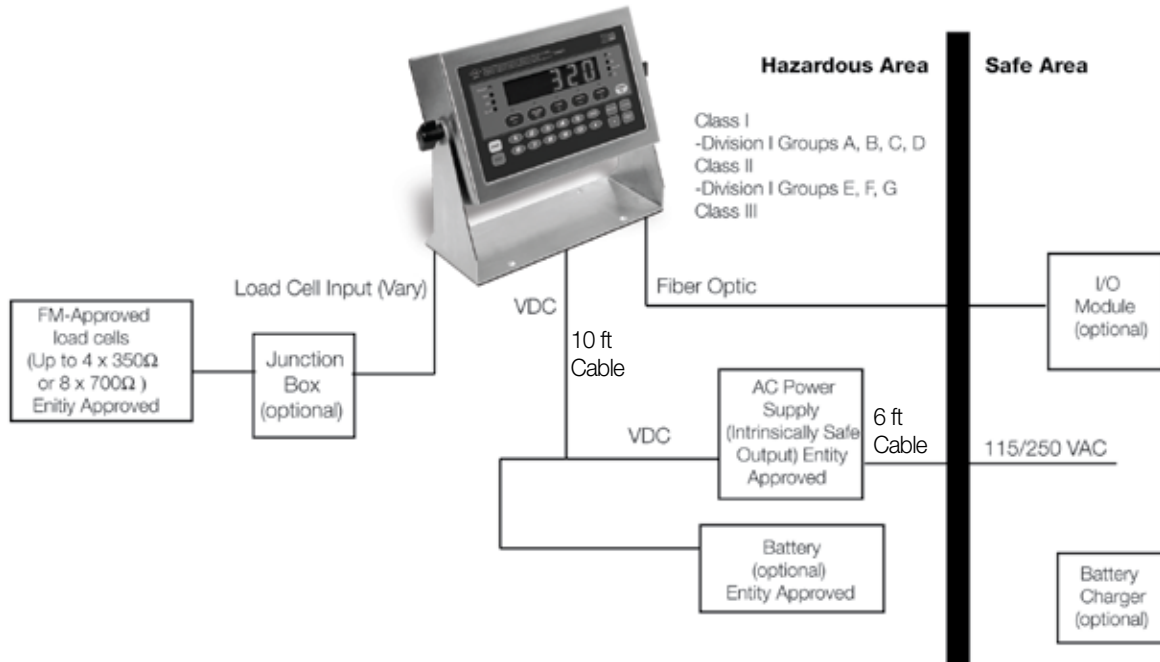 320
Hazardous Area
Safe Area
Class I
-Division I Groups A, B, C, D
Class II
-Division I Groups E, F, G
Class III
Load Cell Input (Vary)
VDC
Fiber Optic
I/O
Module
(optional)
FM-Approved
load cells
(Up to 4 x 350Ω
or 8 x 700Ω )
Enitiy Approved
Junction
Box
(optional)
10 ft
Cable
VDC
AC Power
Supply
(Intrinsically Safe
Output) Entity
Approved
6 ft
Cable
115/250 VAC
Battery
(optional)
Entity Approved
Battery
Charger
(optional)